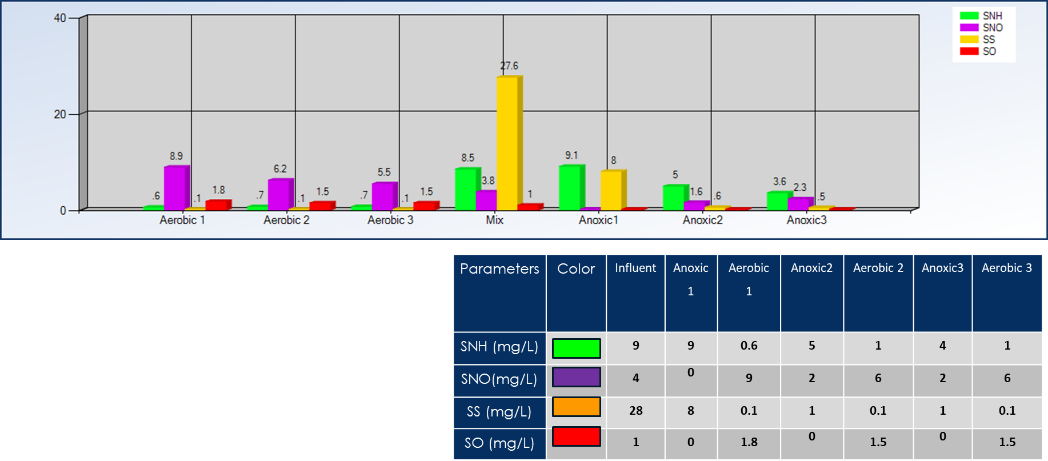 40
20
0
8.9
.6
.1
1.8
6.2
.7
.1
1.5
5.5
.7
.1
1.5
8.5
3.8
27.6
1
9.1
8
5
1.6
.6
3.6
2.3
.5
Aerobic 1
Aerobic 2
Aerobic 3
Mix
Anoxic1
Anoxic2
Anoxic3
SNH
SNO
SS
SO
Parameters Color Influent Anoxic Aerobic Anoxic2 Aerobic 2 Anoxic3 Aerobic 3
1 1
SNH (mg/L) 9 9 0.6 5 1 4 1
SNO(mg/L) 4 0 9 2 6 2 6
SS (mg/L) 28 8 0.1 1 0.1 1 0.1
SO (mg/L) 1 0 1.8 0 1.5 0 1.5